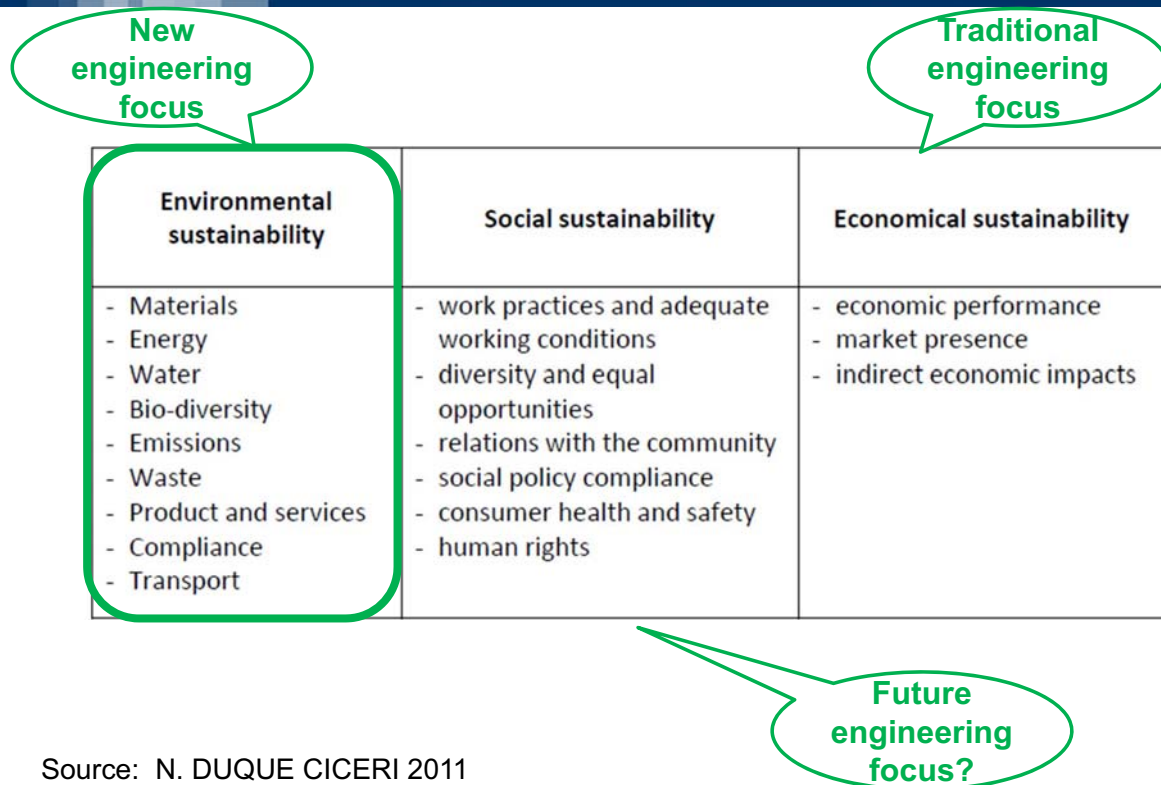 New
engineering
focus
Traditional
engineering
focus
Environmental
sustainability
Social sustainability
Economical sustainability
- Materials
- Energy
- Water
- Bio-diversity
- Emissions
- Waste
- Product and services
- Compliance
- Transport
- work practices and adequate
working conditions
- diversity and equal
opportunities
- relations with the community
- social policy compliance
- consumer health and safety
- human rights
- economic performance
- market presence
- indirect economic impacts
Future
engineering
focus?
Source: N. DUQUE CICERI 2011